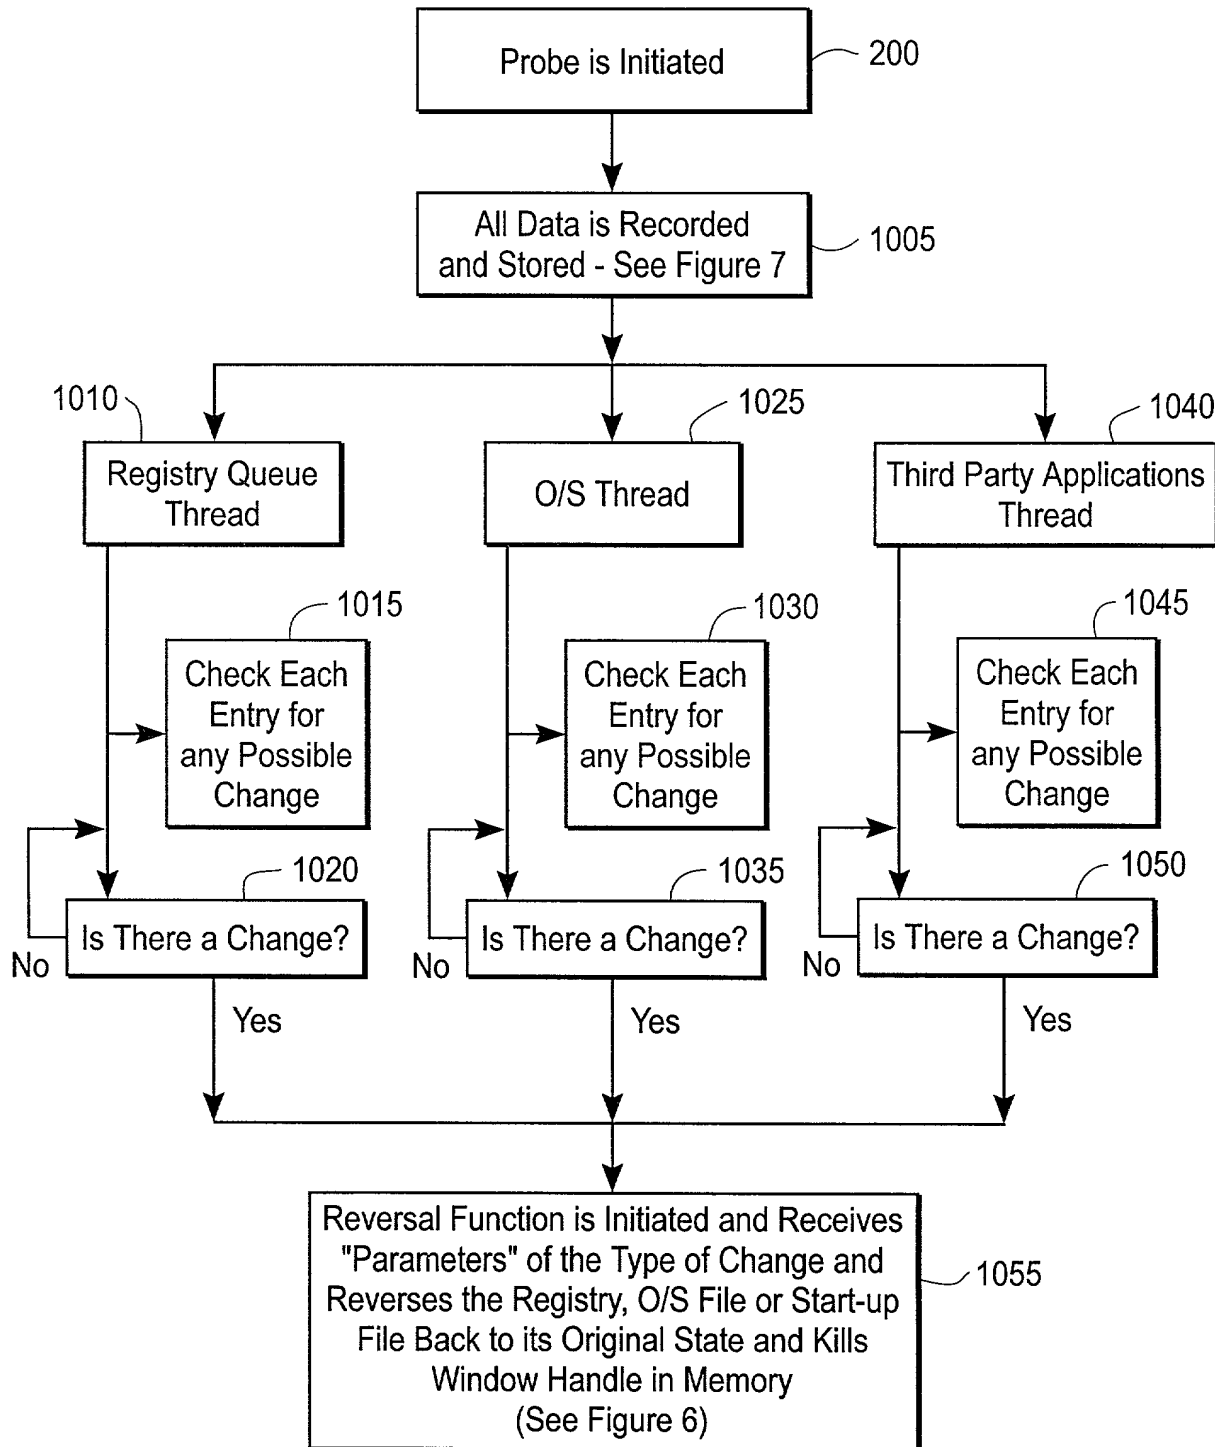 Probe is Initiated
200
All Data is Recorded
and Stored - See Figure 7
1005
1010
Registry Queue
Thread
1025
O/S Thread
1040
Third Party Applications
Thread
1015
Check Each
Entry for
any Possible
Change
1030
Check Each
Entry for
any Possible
Change
1045
Check Each
Entry for
any Possible
Change
1020
Is There a Change?
No
Yes
1035
Is There a Change?
No
Yes
1050
Is There a Change?
No
Yes
Reversal Function is Initiated and Receives
"Parameters" of the Type of Change and
Reverses the Registry, O/S File or Start-up
File Back to its Original State and Kills
Window Handle in Memory
(See Figure 6)
1055